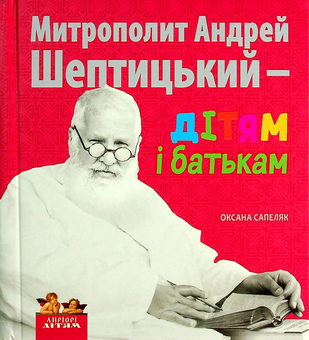 Митрополит Андрей
Шептицький –
дітям
і батькам
ОКСАНА САПЕЛЯК
АПРІОРІ
ДІТЯМ